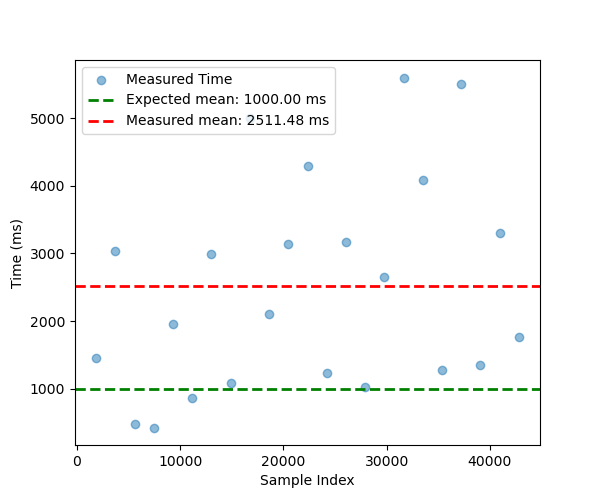 Measured Time
Expected mean: 1000.00 ms
Measured mean: 2511.48 ms
5000
4000
3000
2000
1000
Time (ms)
0 10000 20000 30000 40000
Sample Index